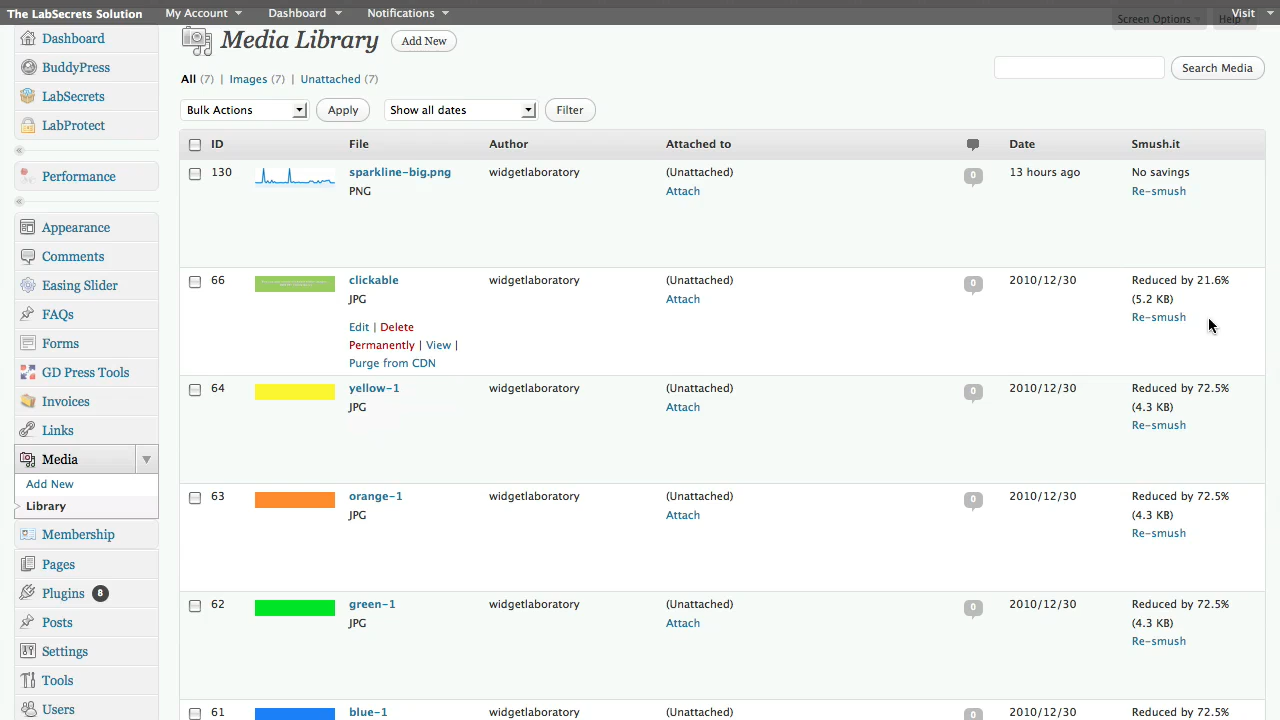 The LabSecrets Solution My Account Dashboard Notifications Visit
Screen Options Help
Dashboard
BuddyPress
LabSecrets
LabProtect
Performance
Appearance
Comments
Easing Slider
FAQs
Forms
GD Press Tools
Invoices
Links
Media
Add New
Library
Membership
Pages
Plugins 8
Posts
Settings
Tools
Users
Media Library Add New
All (7) | Images (7) | Unattached (7)
Search Media
Bulk Actions Apply Show all dates Filter
ID File Author Attached to Date Smush.it
130 sparkline-big.png widgetlaboratory (Unattached) 0 13 hours ago No savings
PNG Attach Re-smush
66 clickable widgetlaboratory (Unattached) 0 2010/12/30 Reduced by 21.6%
JPG Attach (5.2 KB)
Re-smush
Edit | Delete
Permanently | View |
Purge from CDN
64 yellow-1 widgetlaboratory (Unattached) 0 2010/12/30 Reduced by 72.5%
JPG Attach (4.3 KB)
Re-smush
63 orange-1 widgetlaboratory (Unattached) 0 2010/12/30 Reduced by 72.5%
JPG Attach (4.3 KB)
Re-smush
62 green-1 widgetlaboratory (Unattached) 0 2010/12/30 Reduced by 72.5%
JPG Attach (4.3 KB)
Re-smush
61 blue-1 widgetlaboratory (Unattached) 0 2010/12/30 Reduced by 72.5%